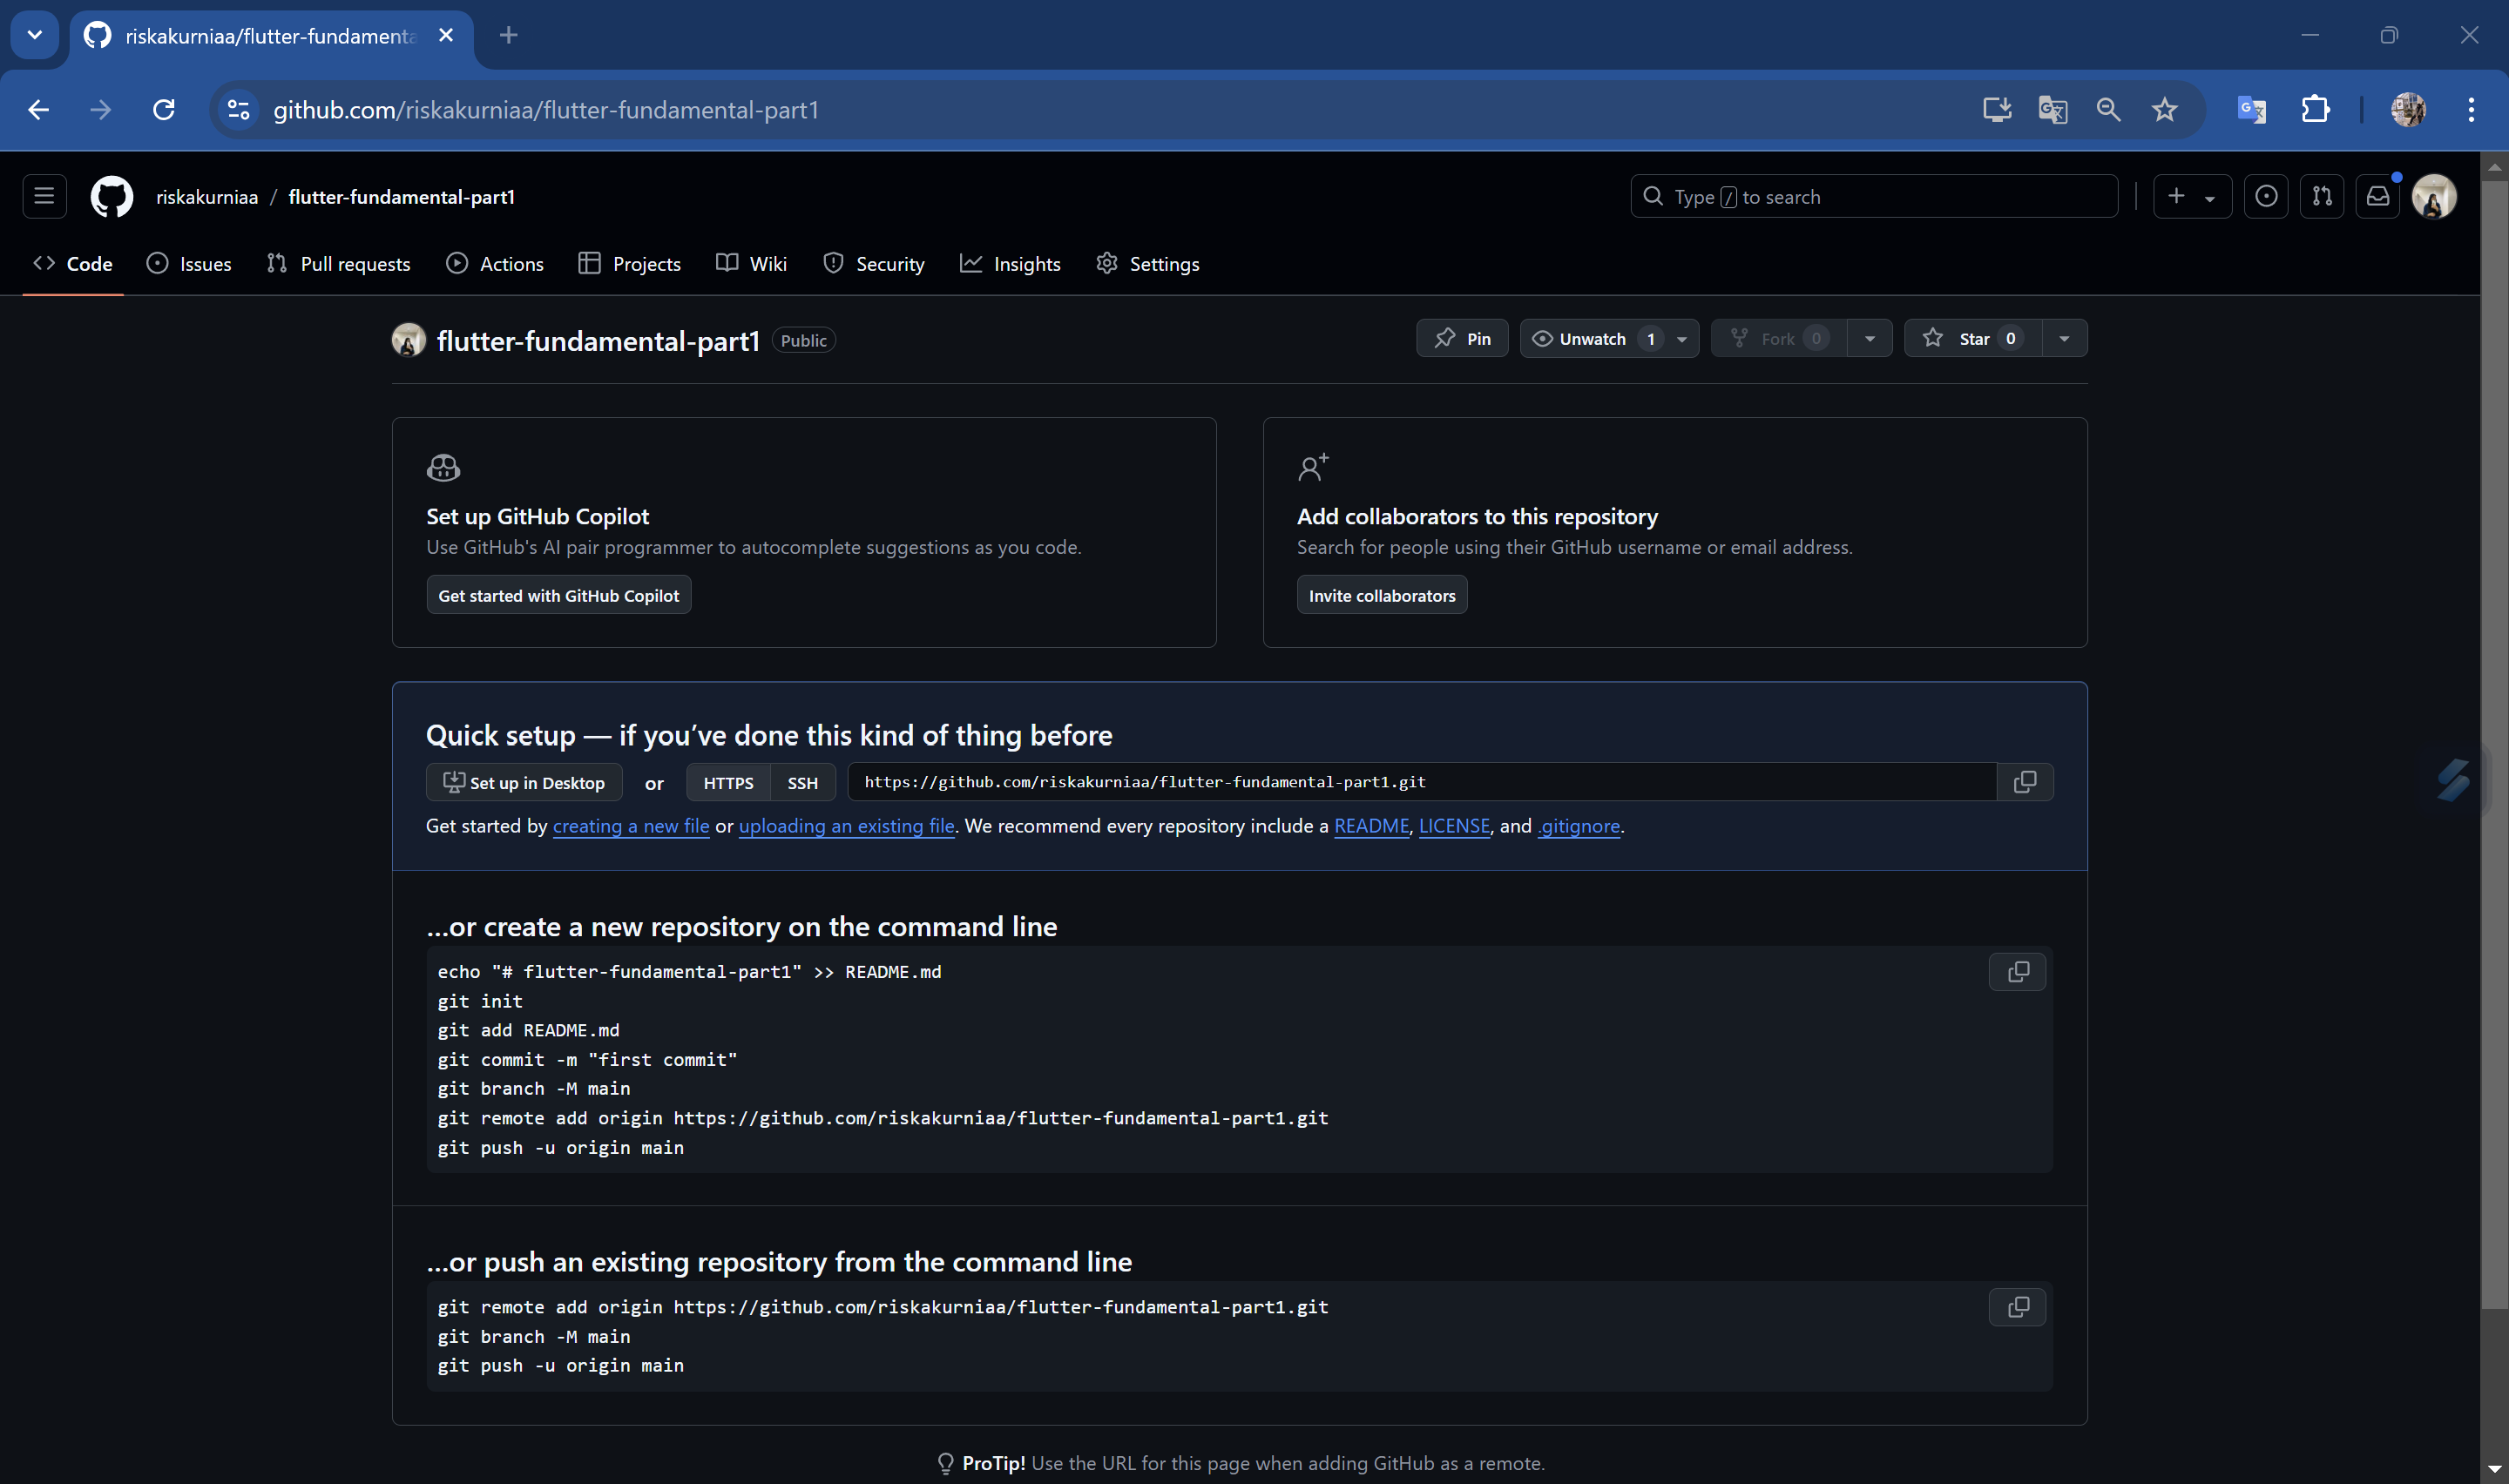 riskakurniaa/flutter-fundamenta
github.com/riskakurniaa/flutter-fundamental-part1
riskakurniaa / flutter-fundamental-part1
Type / to search
Code Issues Pull requests Actions Projects Wiki Security Insights Settings
flutter-fundamental-part1 Public
Pin Unwatch 1 Fork 0 Star 0
Set up GitHub Copilot
Use GitHub's AI pair programmer to autocomplete suggestions as you code.
Get started with GitHub Copilot
Add collaborators to this repository
Search for people using their GitHub username or email address.
Invite collaborators
Quick setup — if you’ve done this kind of thing before
Set up in Desktop or HTTPS SSH https://github.com/riskakurniaa/flutter-fundamental-part1.git
Get started by creating a new file or uploading an existing file. We recommend every repository include a README, LICENSE, and .gitignore.
…or create a new repository on the command line
echo "# flutter-fundamental-part1" >> README.md
git init
git add README.md
git commit -m "first commit"
git branch -M main
git remote add origin https://github.com/riskakurniaa/flutter-fundamental-part1.git
git push -u origin main
…or push an existing repository from the command line
git remote add origin https://github.com/riskakurniaa/flutter-fundamental-part1.git
git branch -M main
git push -u origin main
ProTip! Use the URL for this page when adding GitHub as a remote.